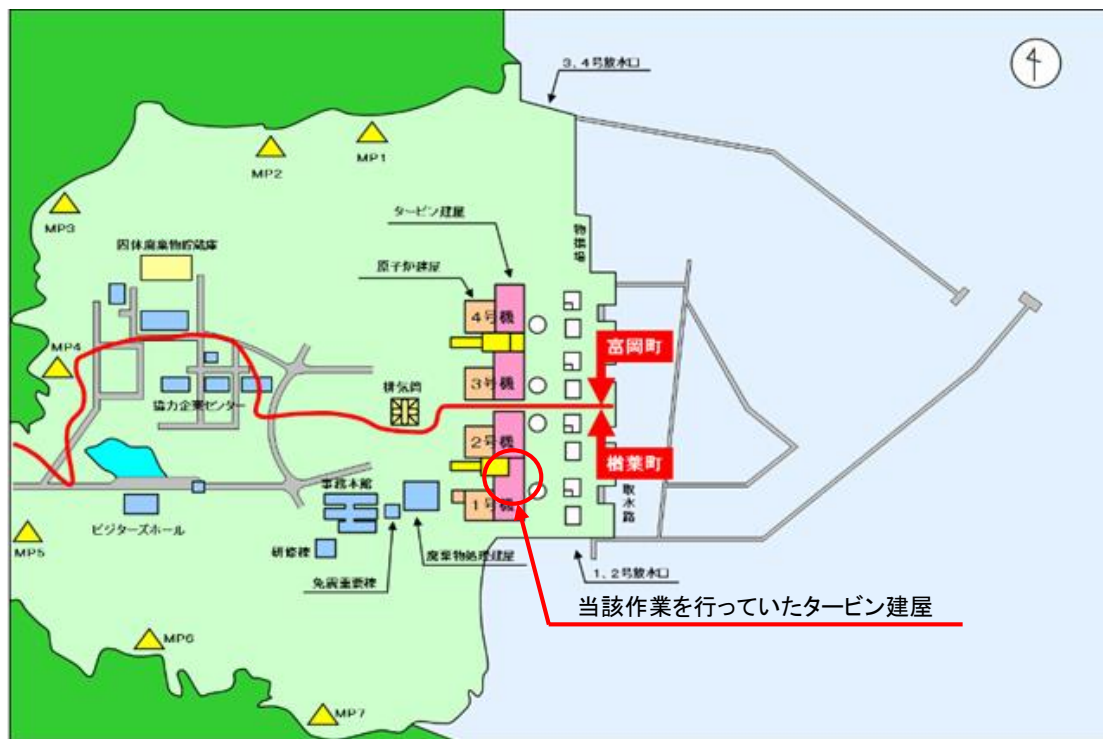 3，4号放水口
MP1
MP2
MP3
タービン建屋
固体廃棄物貯蔵庫
物揚場
原子炉建屋
4号機
富岡町
MP4
3号機
排気筒
協力企業センター
2号機
楢葉町
事務本館
1号機
取水路
ビジターズホール
MP5
研修棟
廃棄物処理建屋
免震重要棟
1，2号放水口
当該作業を行っていたタービン建屋
MP6
MP7